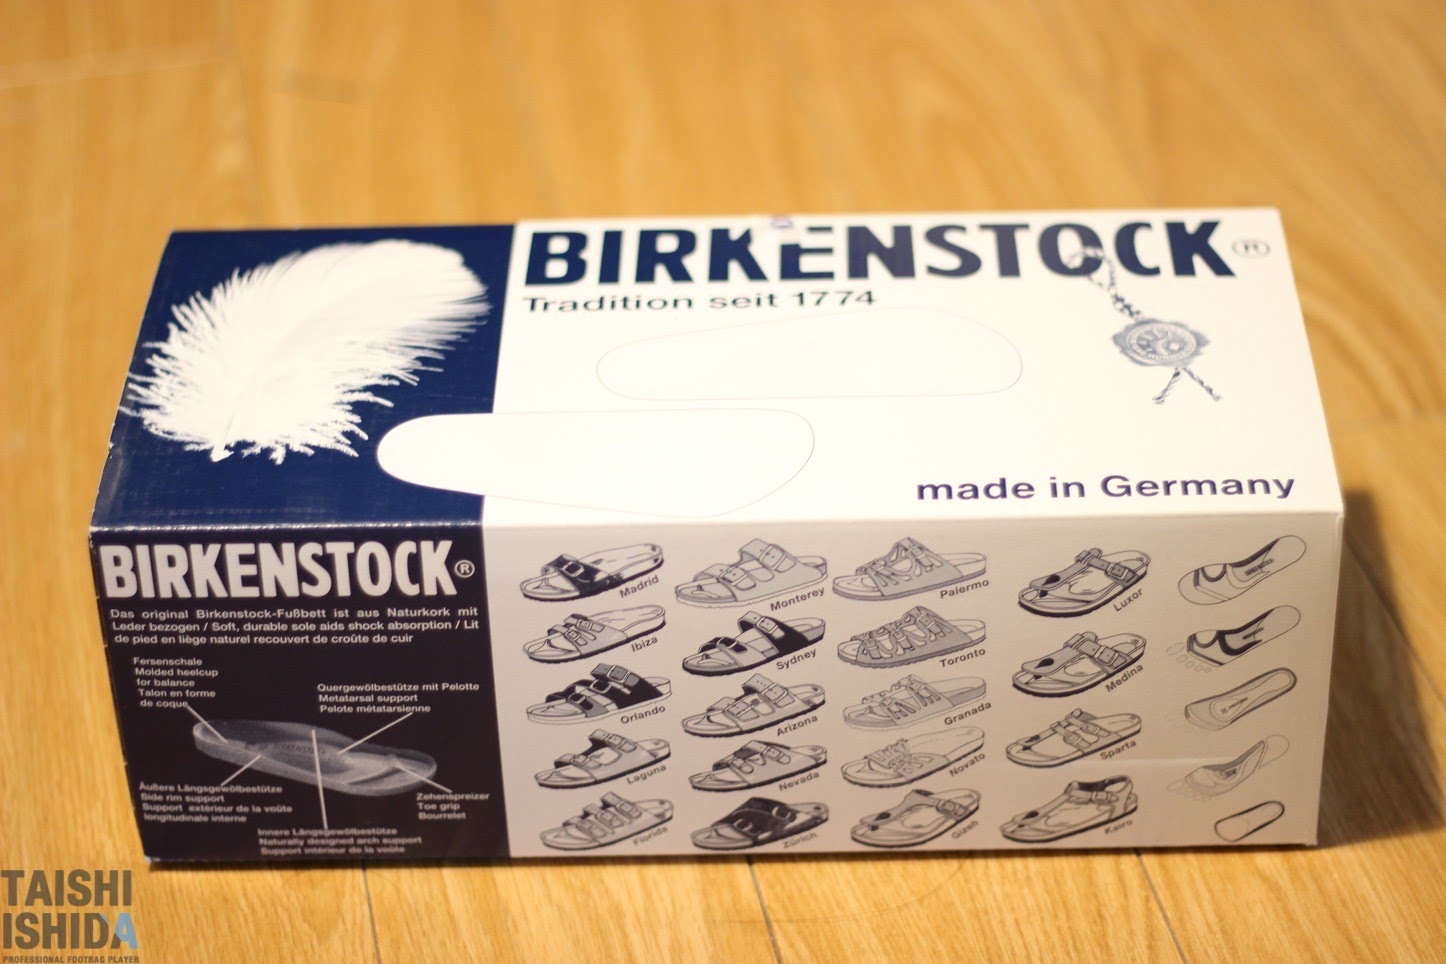 BIRKENSTOCK®
Tradition seit 1774
made in Germany
BIRKENSTOCK®
Das original Birkenstock-Fußbett ist aus Naturkork mit
Leder bezogen / Soft, durable sole aids shock absorption / Lit
de pied en liège naturel recouvert de croûte de cuir
Fersenschale
Molded heelcup
for balance
Talon en forme
de coque
Quergewölbestütze mit Pelotte
Metatarsal support
Pelote métatarsienne
BIRKENSTOCK
Äußere Längsgewölbestütze
Side rim support
Support extérieur de la voûte
longitudinale interne
Zehenspreizer
Toe grip
Bourrelet
Innere Längsgewölbestütze
Naturally designed arch support
Support intérieur de la voûte
Madrid
Monterey
Palermo
Luxor
Ibiza
Sydney
Toronto
Medina
Orlando
Arizona
Granada
Sparta
Laguna
Nevada
Novato
Kairo
Florida
Zürich
Gizeh
TAISHI
ISHIDA
PROFESSIONAL FOOTBAG PLAYER